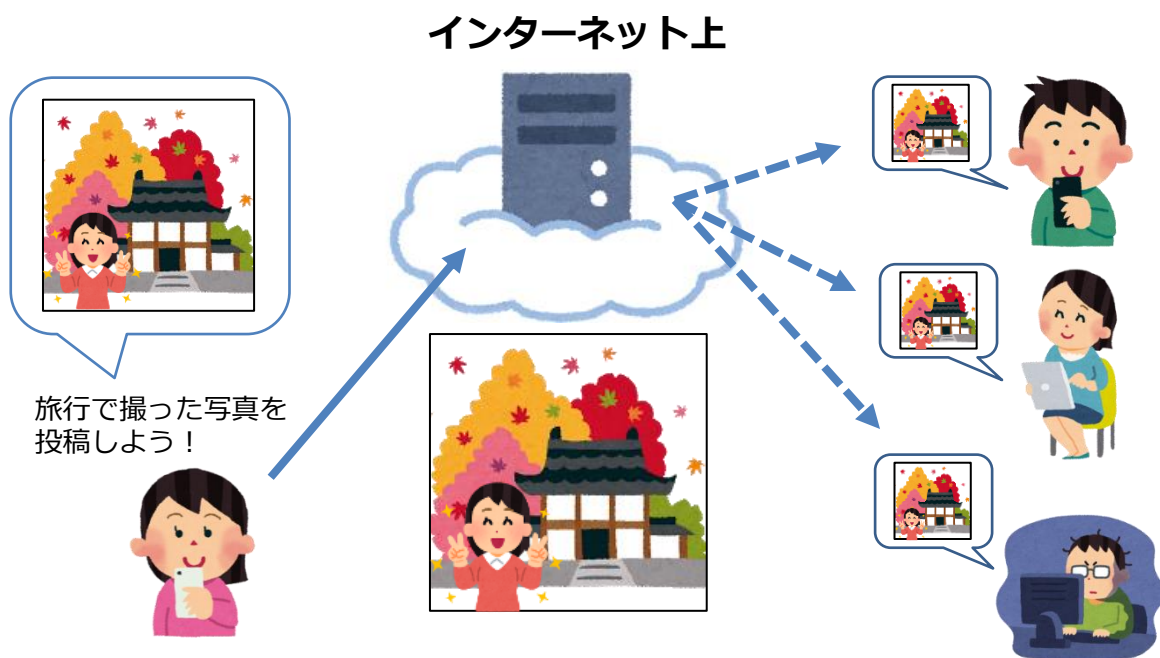 インターネット上
旅行で撮った写真を
投稿しよう！